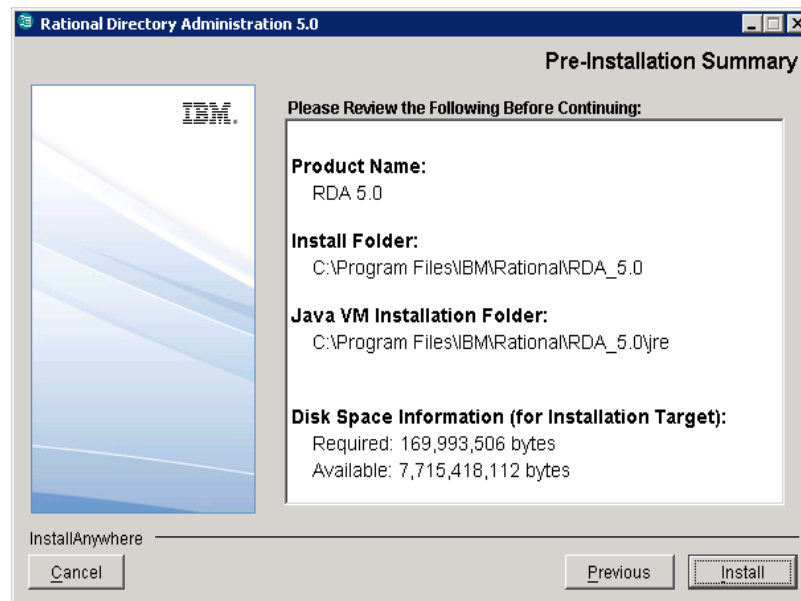 Rational Directory Administration 5.0
Pre-Installation Summary
IBM.
Please Review the Following Before Continuing:
Product Name:
RDA 5.0
Install Folder:
C:\Program Files\IBM\Rational\RDA_5.0
Java VM Installation Folder:
C:\Program Files\IBM\Rational\RDA_5.0\jre
Disk Space Information (for Installation Target):
Required: 169,993,506 bytes
Available: 7,715,418,112 bytes
InstallAnywhere
Cancel
Previous
Install